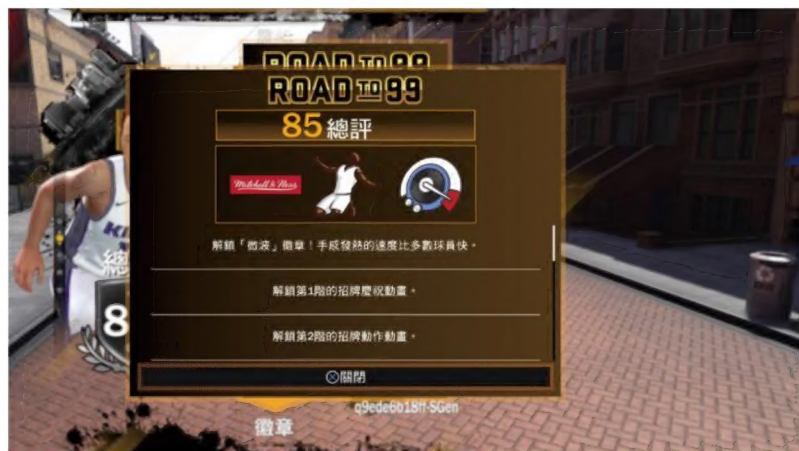 ROAD TO 99
ROAD TO 99
85 總評
Mitchell & Ness
解鎖「微波」徽章！手感發熱的速度比多數球員快。
解鎖第1階的招牌慶祝動畫。
解鎖第2階的招牌動作動畫。
關閉
總
8
q9ede6b18ff-SGen
徽章